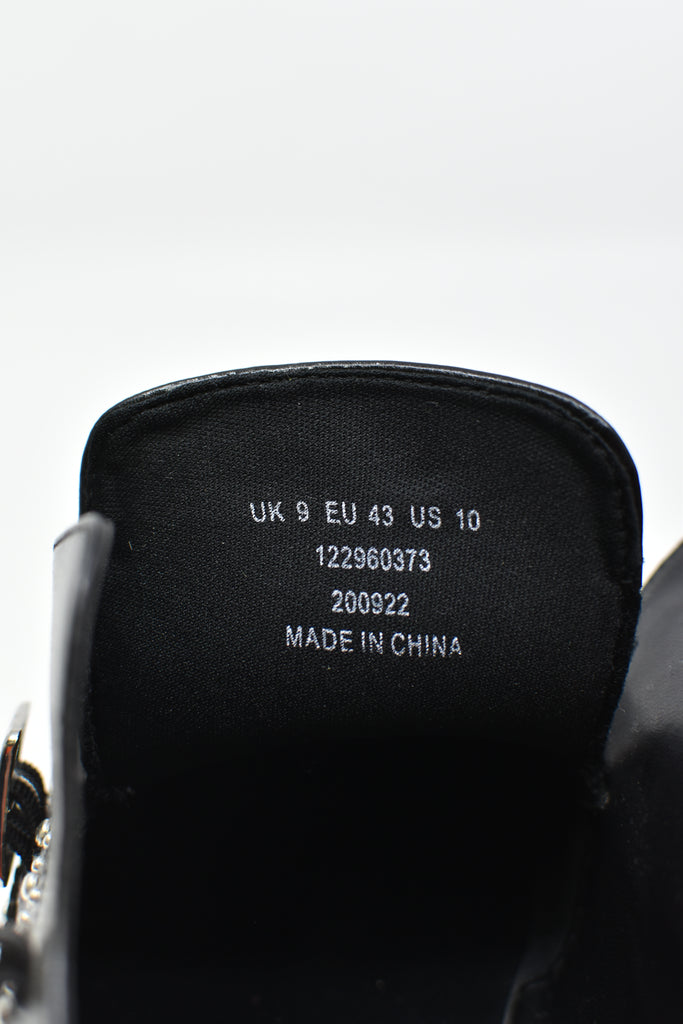 UK 9 EU 43 US 10
122960373
200922
MADE IN CHINA